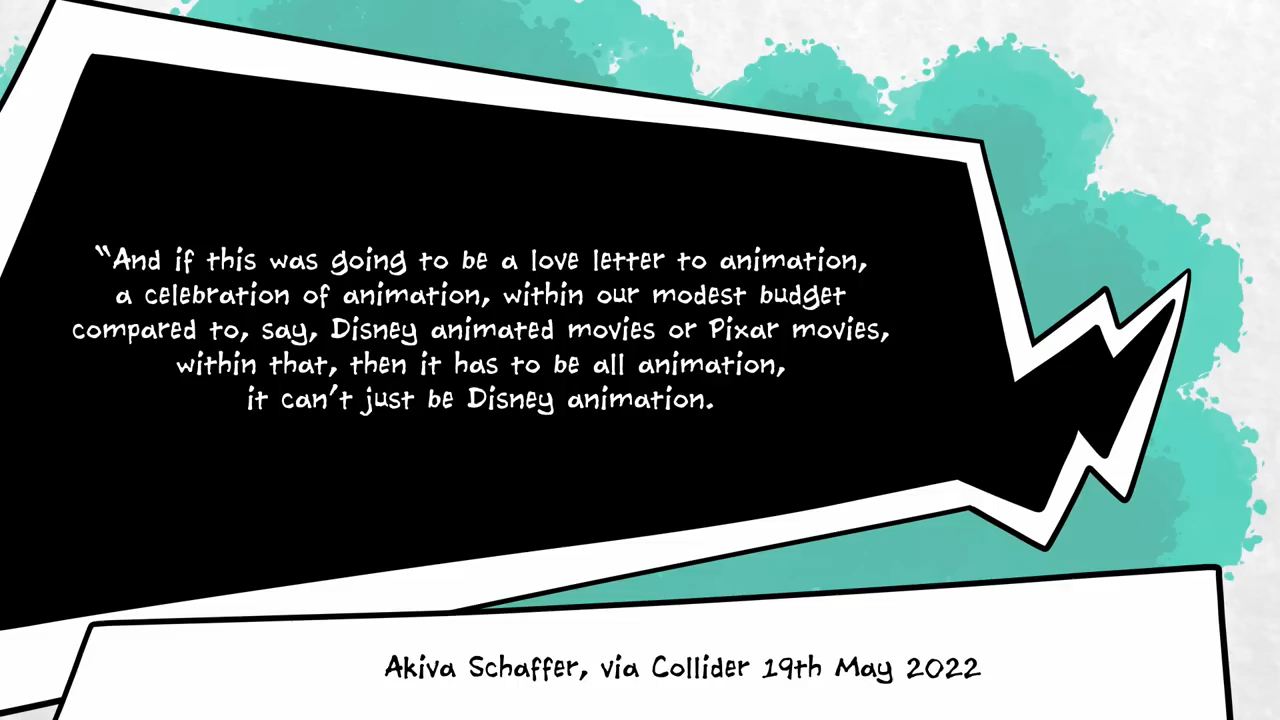 “And if this was going to be a love letter to animation,
a celebration of animation, within our modest budget
compared to, say, Disney animated movies or Pixar movies,
within that, then it has to be all animation,
it can’t just be Disney animation.
Akiva Schaffer, via Collider 19th May 2022